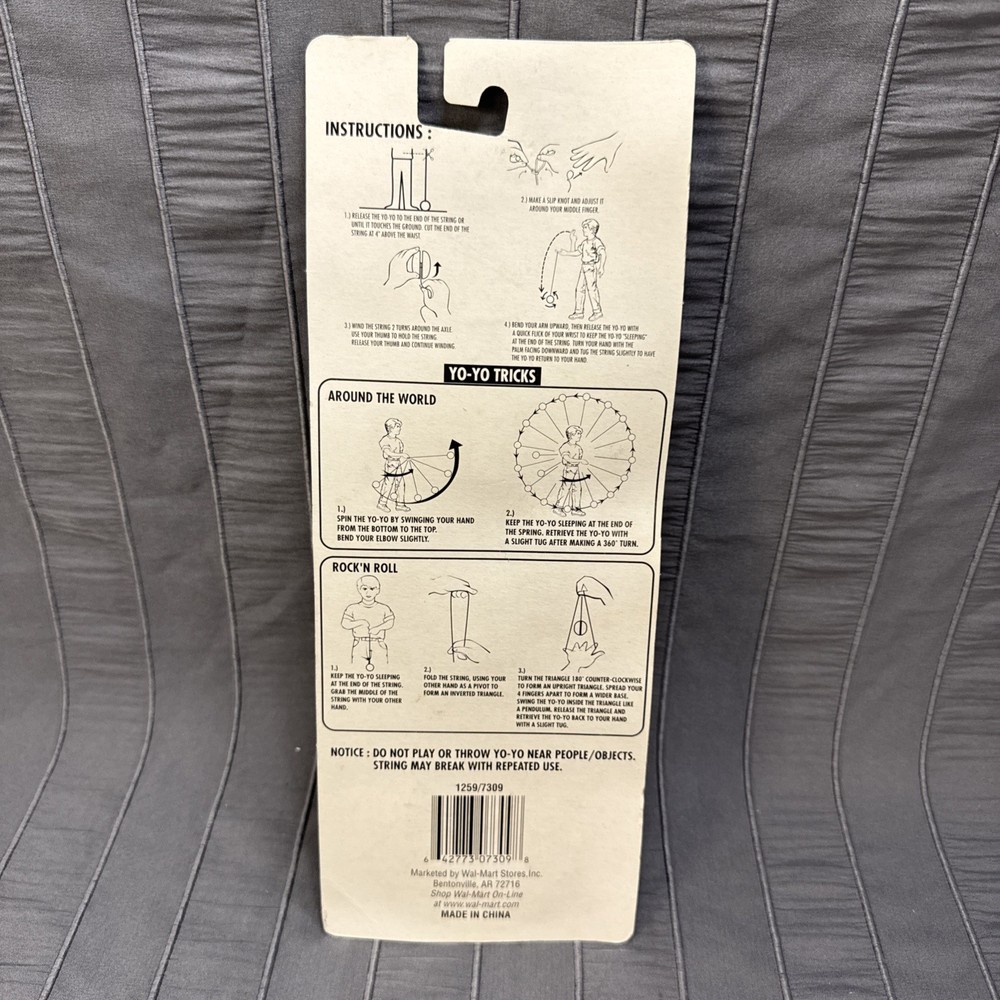 INSTRUCTIONS :
1.) RELEASE THE YO-YO TO THE END OF THE STRING OR
UNTIL IT TOUCHES THE GROUND. CUT THE END OF THE
STRING AT 4" ABOVE THE WAIST.
2.) MAKE A SLIP KNOT AND ADJUST IT
AROUND YOUR MIDDLE FINGER.
3.) WIND THE STRING 2 TURNS AROUND THE AXLE
USE YOUR THUMB TO HOLD THE STRING
RELEASE YOUR THUMB AND CONTINUE WINDING.
4.) BEND YOUR ARM UPWARD, THEN RELEASE THE YO-YO WITH
A QUICK FLICK OF YOUR WRIST TO KEEP THE YO-YO "SLEEPING"
AT THE END OF THE STRING. TURN YOUR HAND WITH THE
PALM FACING DOWNWARD AND TUG THE STRING SLIGHTLY TO HAVE
THE YO-YO RETURN TO YOUR HAND.
YO-YO TRICKS
AROUND THE WORLD
1.)
SPIN THE YO-YO BY SWINGING YOUR HAND
FROM THE BOTTOM TO THE TOP.
BEND YOUR ELBOW SLIGHTLY.
2.)
KEEP THE YO-YO SLEEPING AT THE END OF
THE SPRING. RETRIEVE THE YO-YO WITH
A SLIGHT TUG AFTER MAKING A 360° TURN.
ROCK'N ROLL
1.)
KEEP THE YO-YO SLEEPING
AT THE END OF THE STRING.
GRAB THE MIDDLE OF THE
STRING WITH YOUR OTHER
HAND.
2.)
FOLD THE STRING, USING YOUR
OTHER HAND AS A PIVOT TO
FORM AN INVERTED TRIANGLE.
3.)
TURN THE TRIANGLE 180° COUNTER-CLOCKWISE
TO FORM AN UPRIGHT TRIANGLE. SPREAD YOUR
4 FINGERS APART TO FORM A WIDER BASE.
SWING THE YO-YO INSIDE THE TRIANGLE LIKE
A PENDULUM. RELEASE THE TRIANGLE AND
RETRIEVE THE YO-YO BACK TO YOUR HAND
WITH A SLIGHT TUG.
NOTICE : DO NOT PLAY OR THROW YO-YO NEAR PEOPLE/OBJECTS.
STRING MAY BREAK WITH REPEATED USE.
1259/7309
6 42773 07309 8
Marketed by Wal-Mart Stores,Inc.
Bentonville, AR 72716
Shop Wal-Mart On-Line
at www.wal-mart.com
MADE IN CHINA